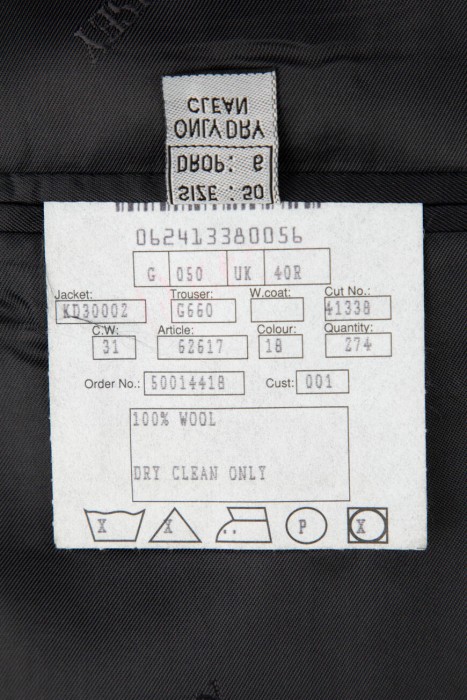 CLEAN
ONLY DRY
DROP: 6
SIZE : 50
062413380056
G 050 UK 40R
Jacket: Trouser: W.coat: Cut No.:
KD30002 G660 41338
C.W: Article: Colour: Quantity:
31 62617 18 274
Order No.: 50014418 Cust: 001
100% WOOL
DRY CLEAN ONLY
X X P X